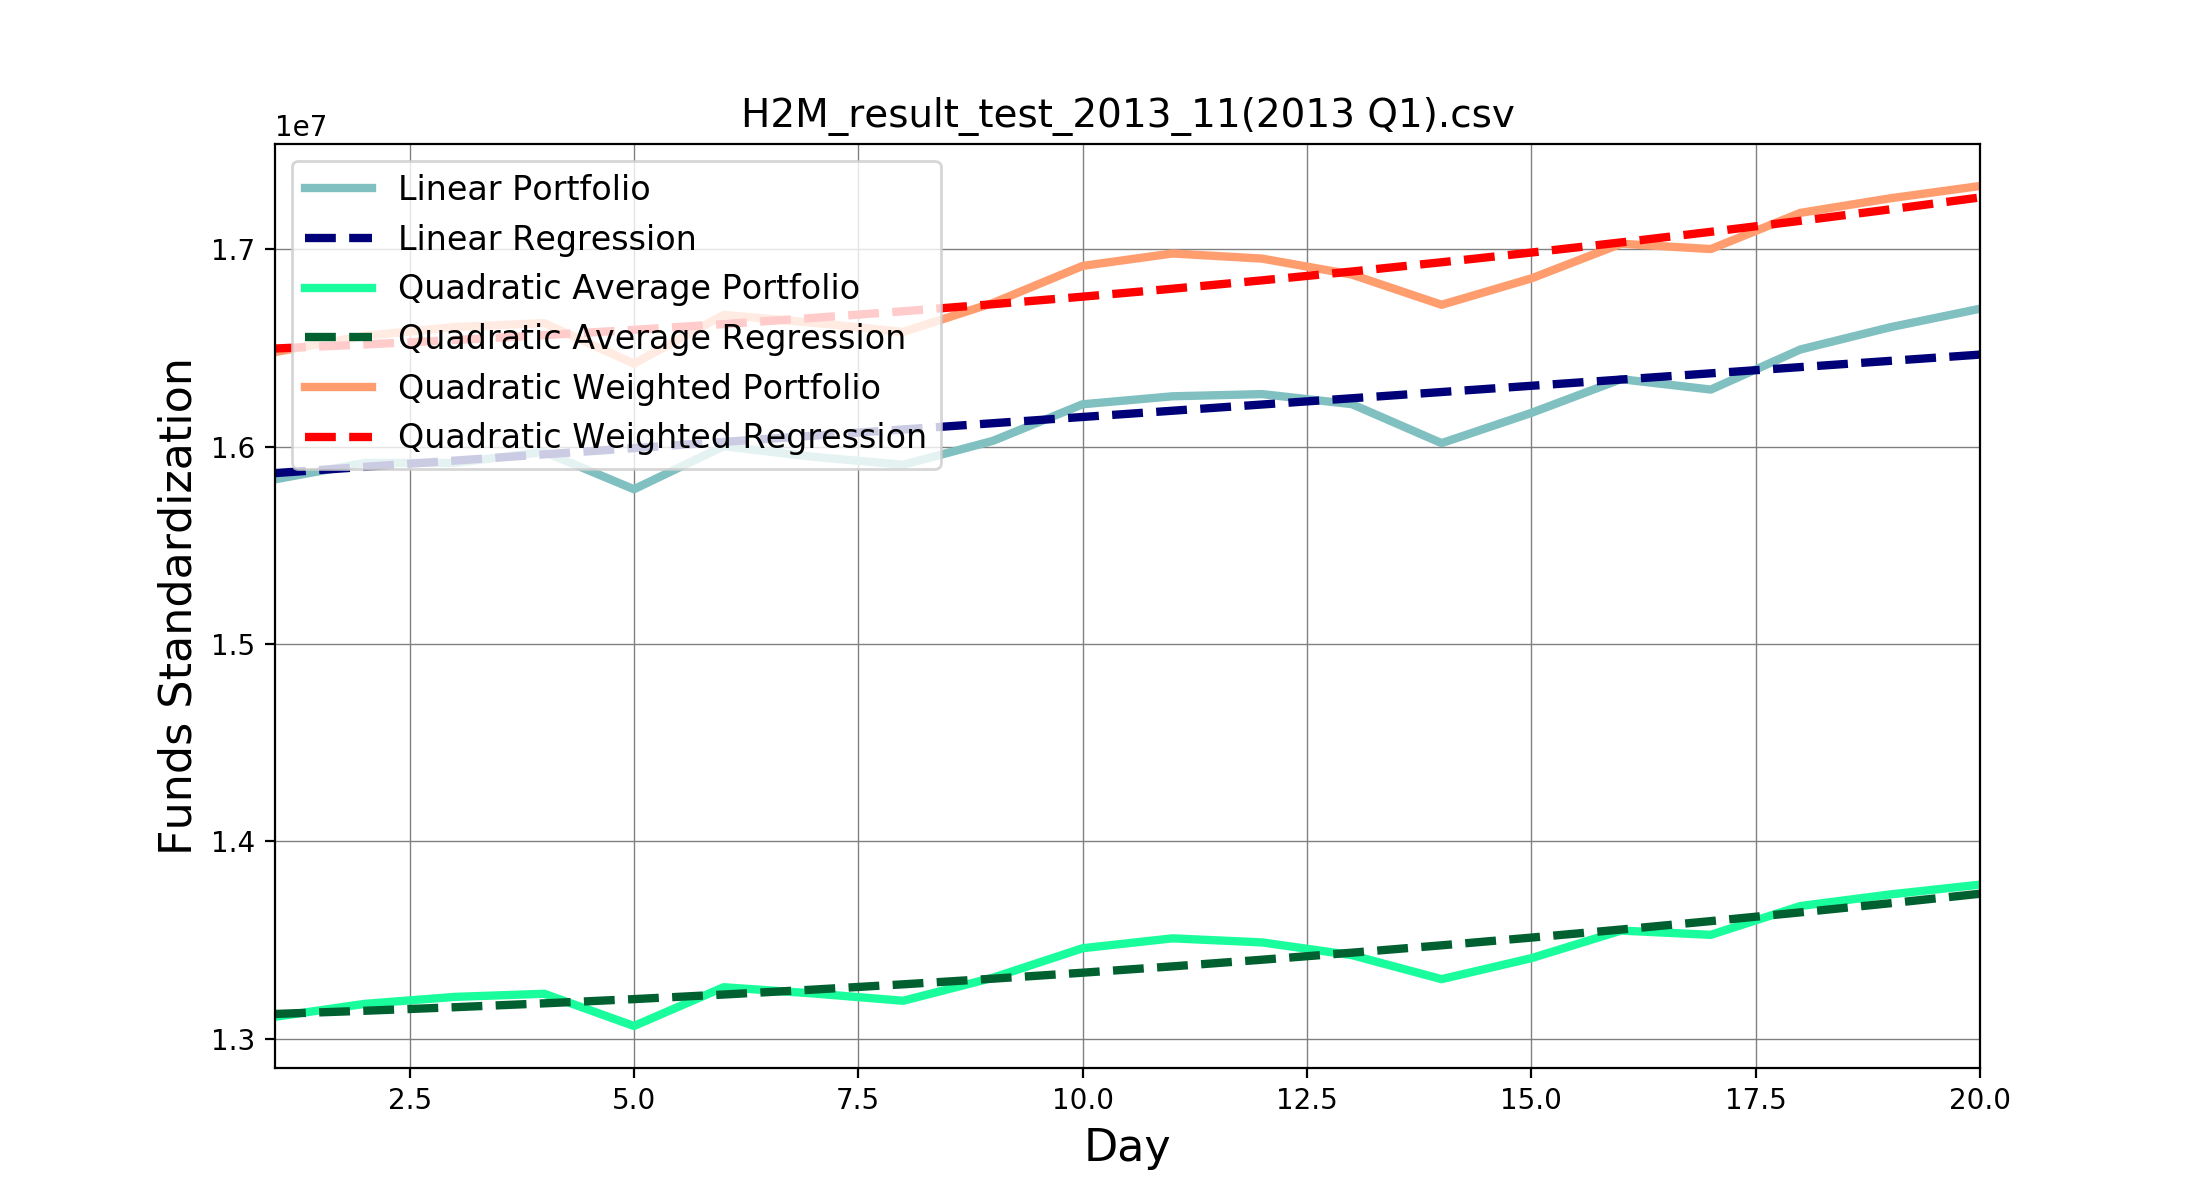 H2M_result_test_2013_11(2013 Q1).csv
1e7
Linear Portfolio
Linear Regression
Quadratic Average Portfolio
Quadratic Average Regression
Quadratic Weighted Portfolio
Quadratic Weighted Regression
1.7
1.6
1.5
1.4
1.3
Funds Standardization
2.5 5.0 7.5 10.0 12.5 15.0 17.5 20.0
Day